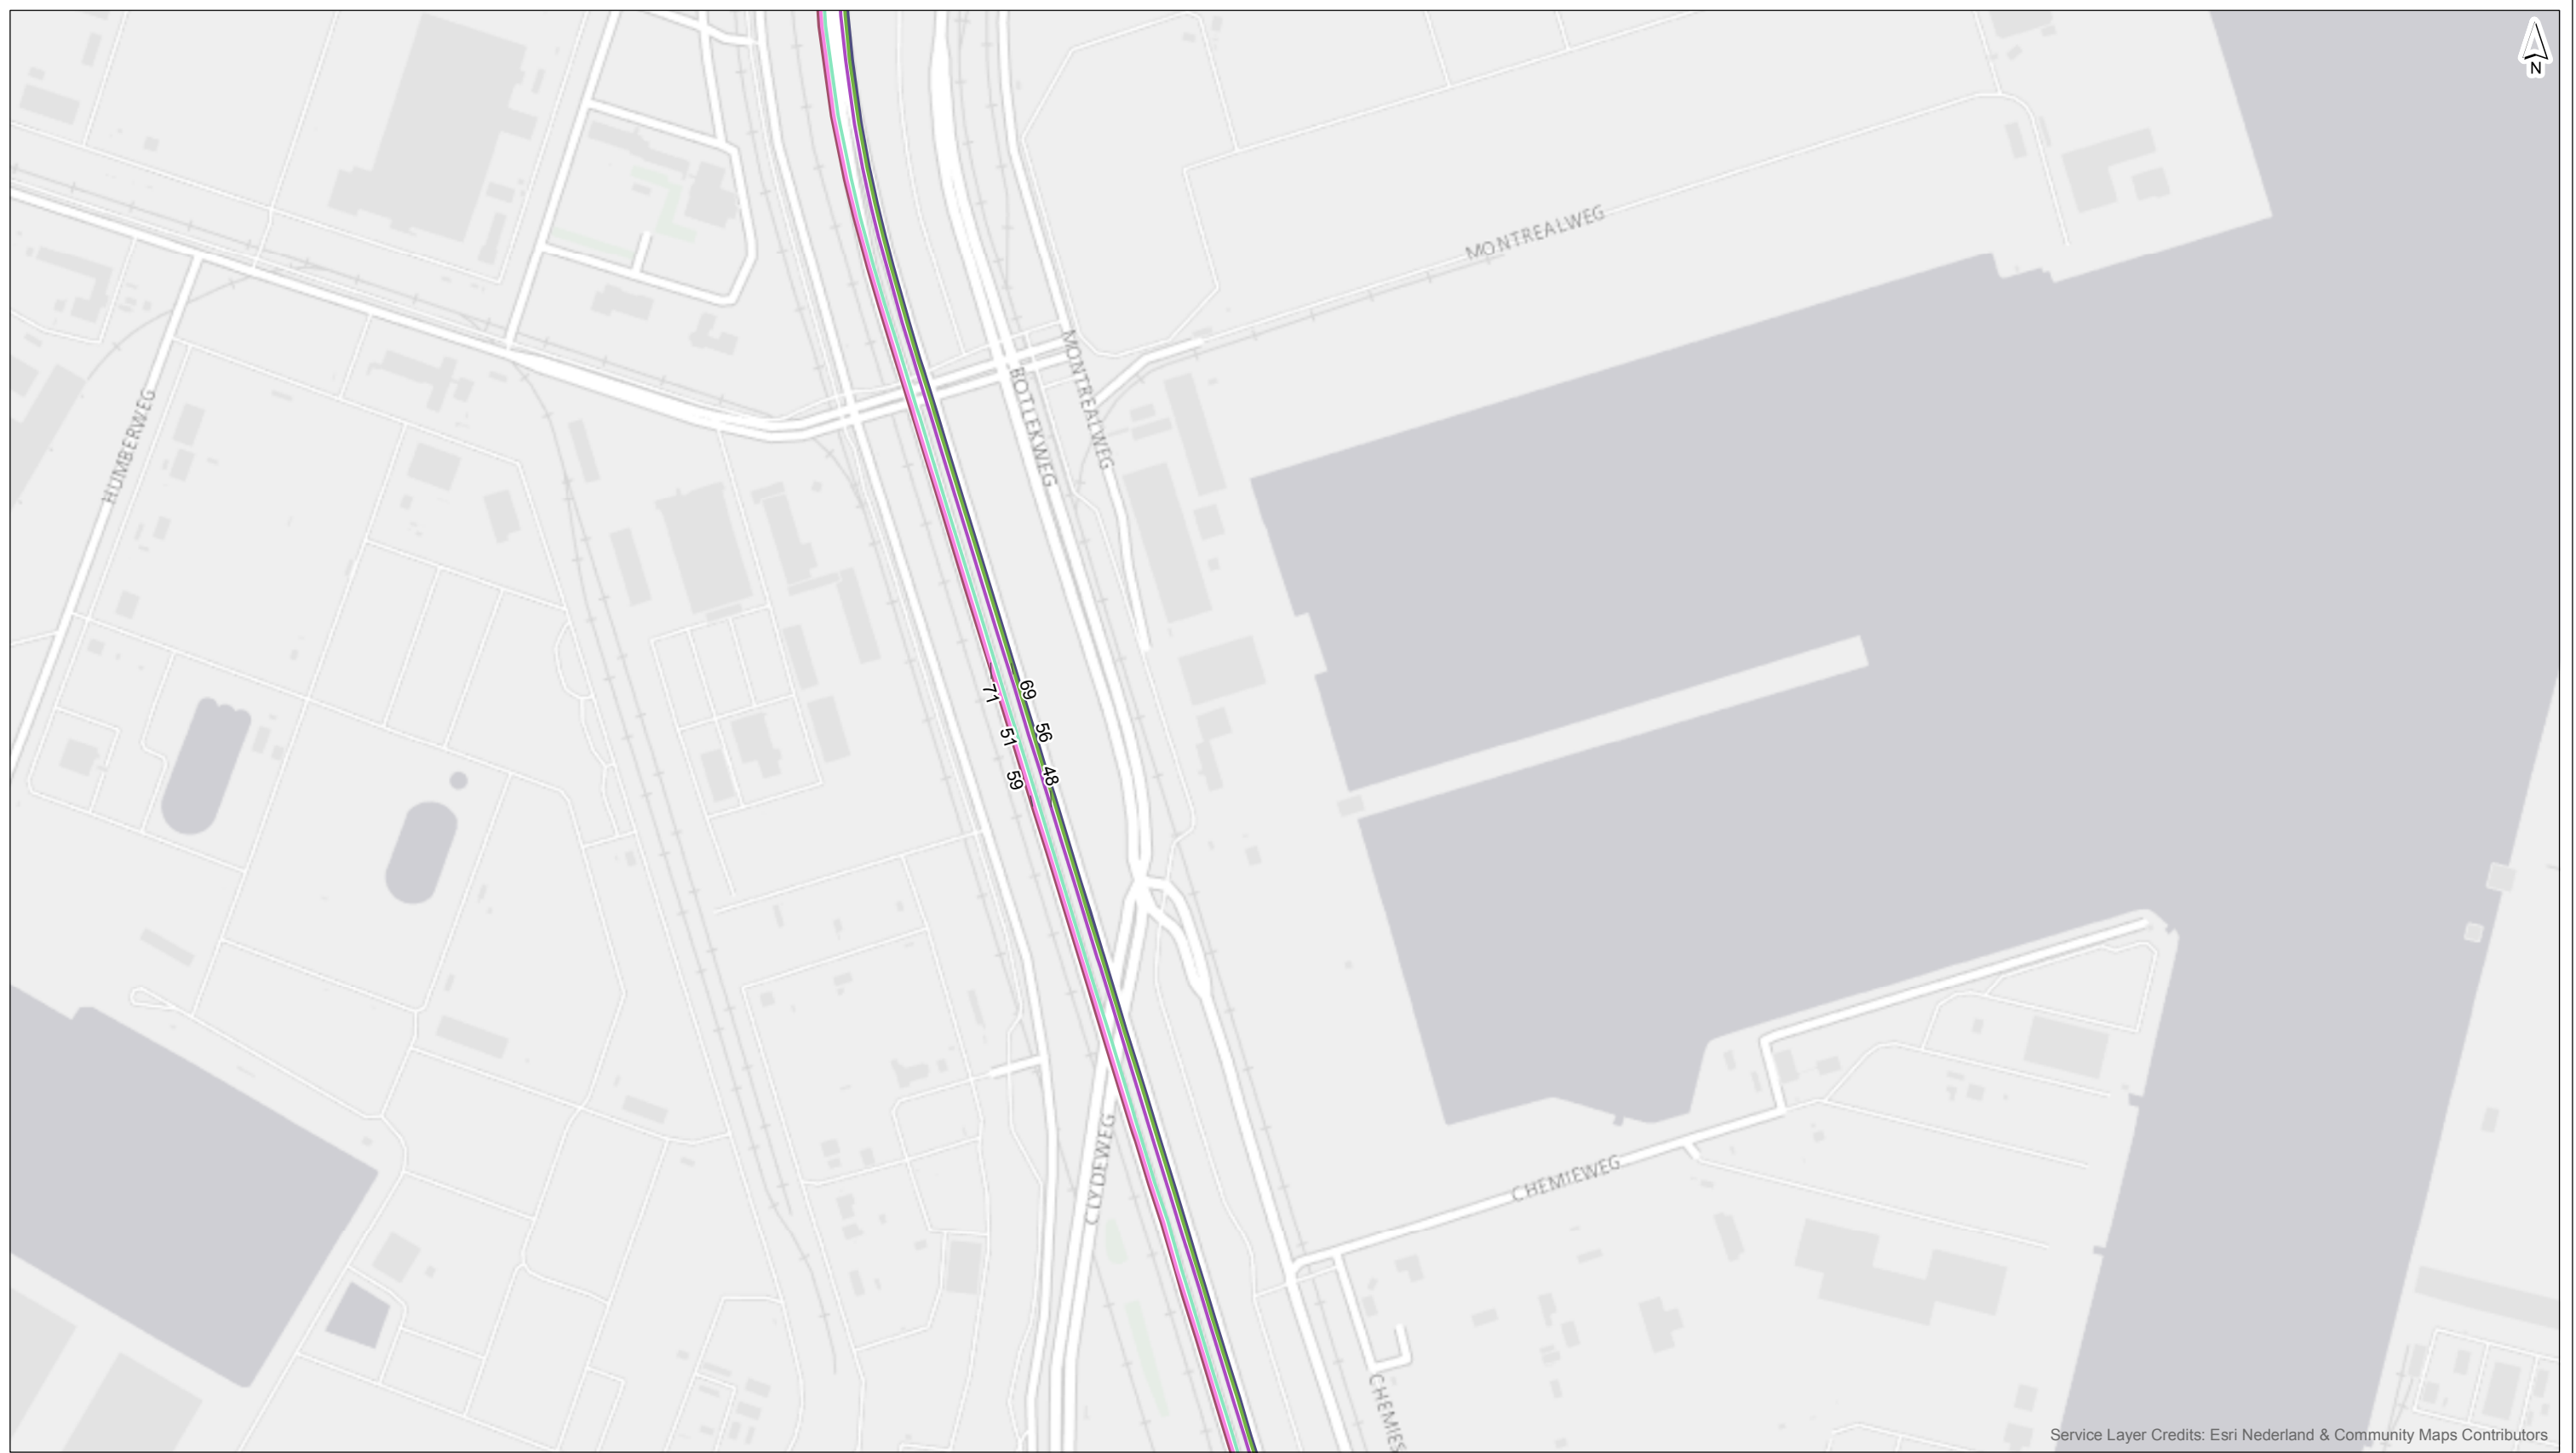 N
MONTREALWEG
MONTREALWEG
BOTLEKWEG
HUMBERWEG
69
71
56
51
48
59
CLYDEWEG
CHEMIEWEG
CHEMIES
Service Layer Credits: Esri Nederland & Community Maps Contributors